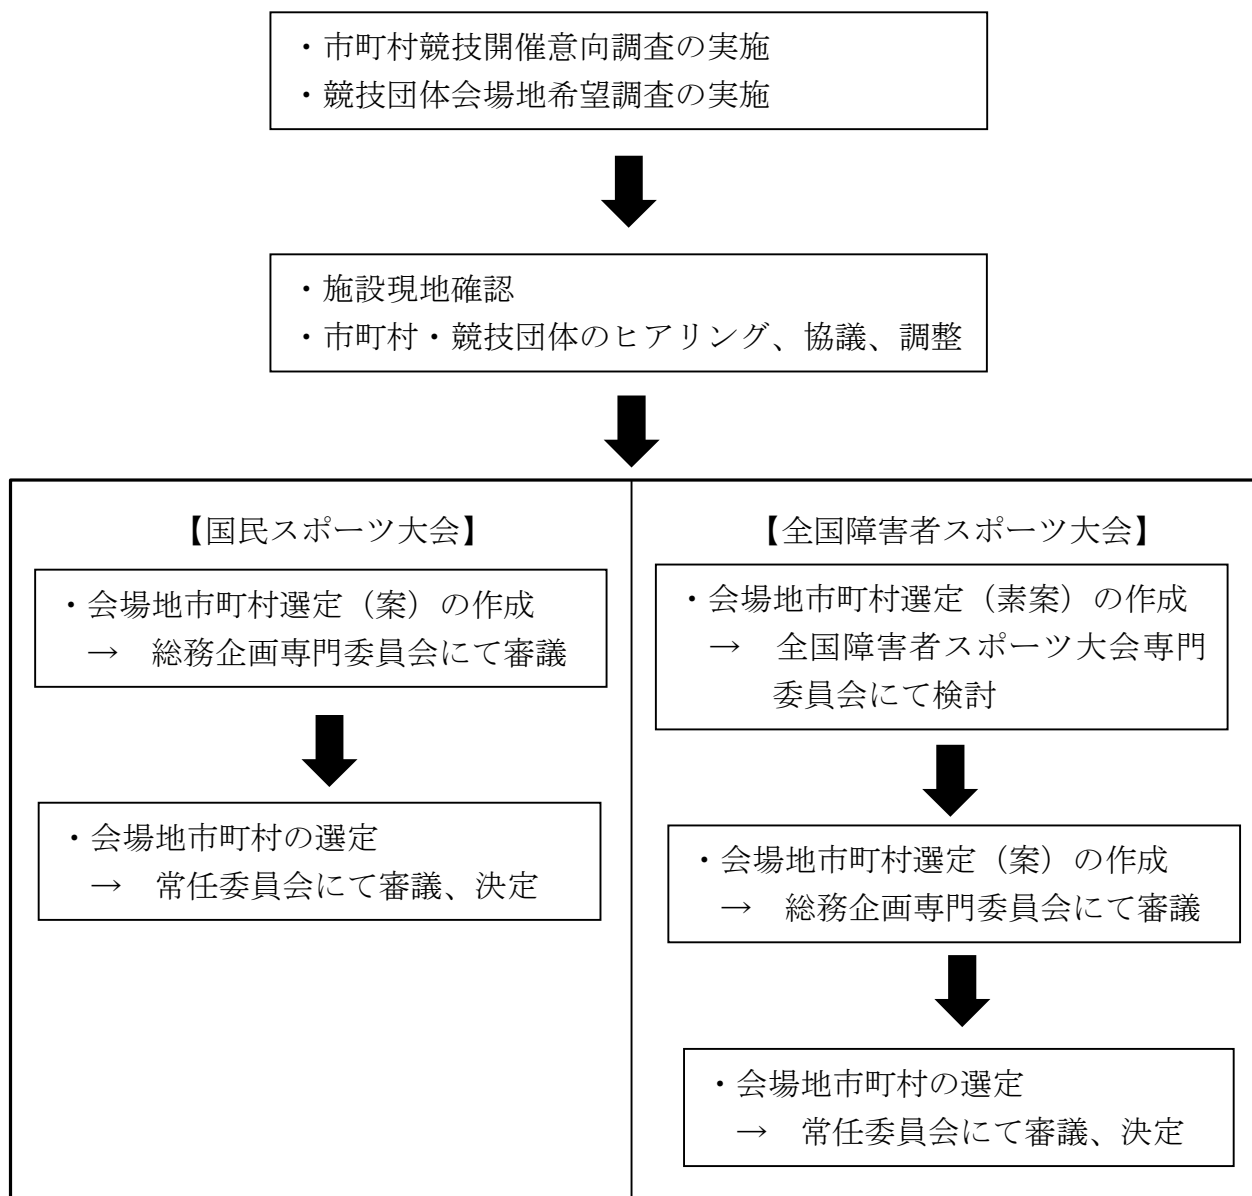 ・市町村競技開催意向調査の実施
・競技団体会場地希望調査の実施
・施設現地確認
・市町村・競技団体のヒアリング、協議、調整
【国民スポーツ大会】
・会場地市町村選定（案）の作成
→　総務企画専門委員会にて審議
・会場地市町村の選定
→　常任委員会にて審議、決定
【全国障害者スポーツ大会】
・会場地市町村選定（素案）の作成
→　全国障害者スポーツ大会専門
委員会にて検討
・会場地市町村選定（案）の作成
→　総務企画専門委員会にて審議
・会場地市町村の選定
→　常任委員会にて審議、決定